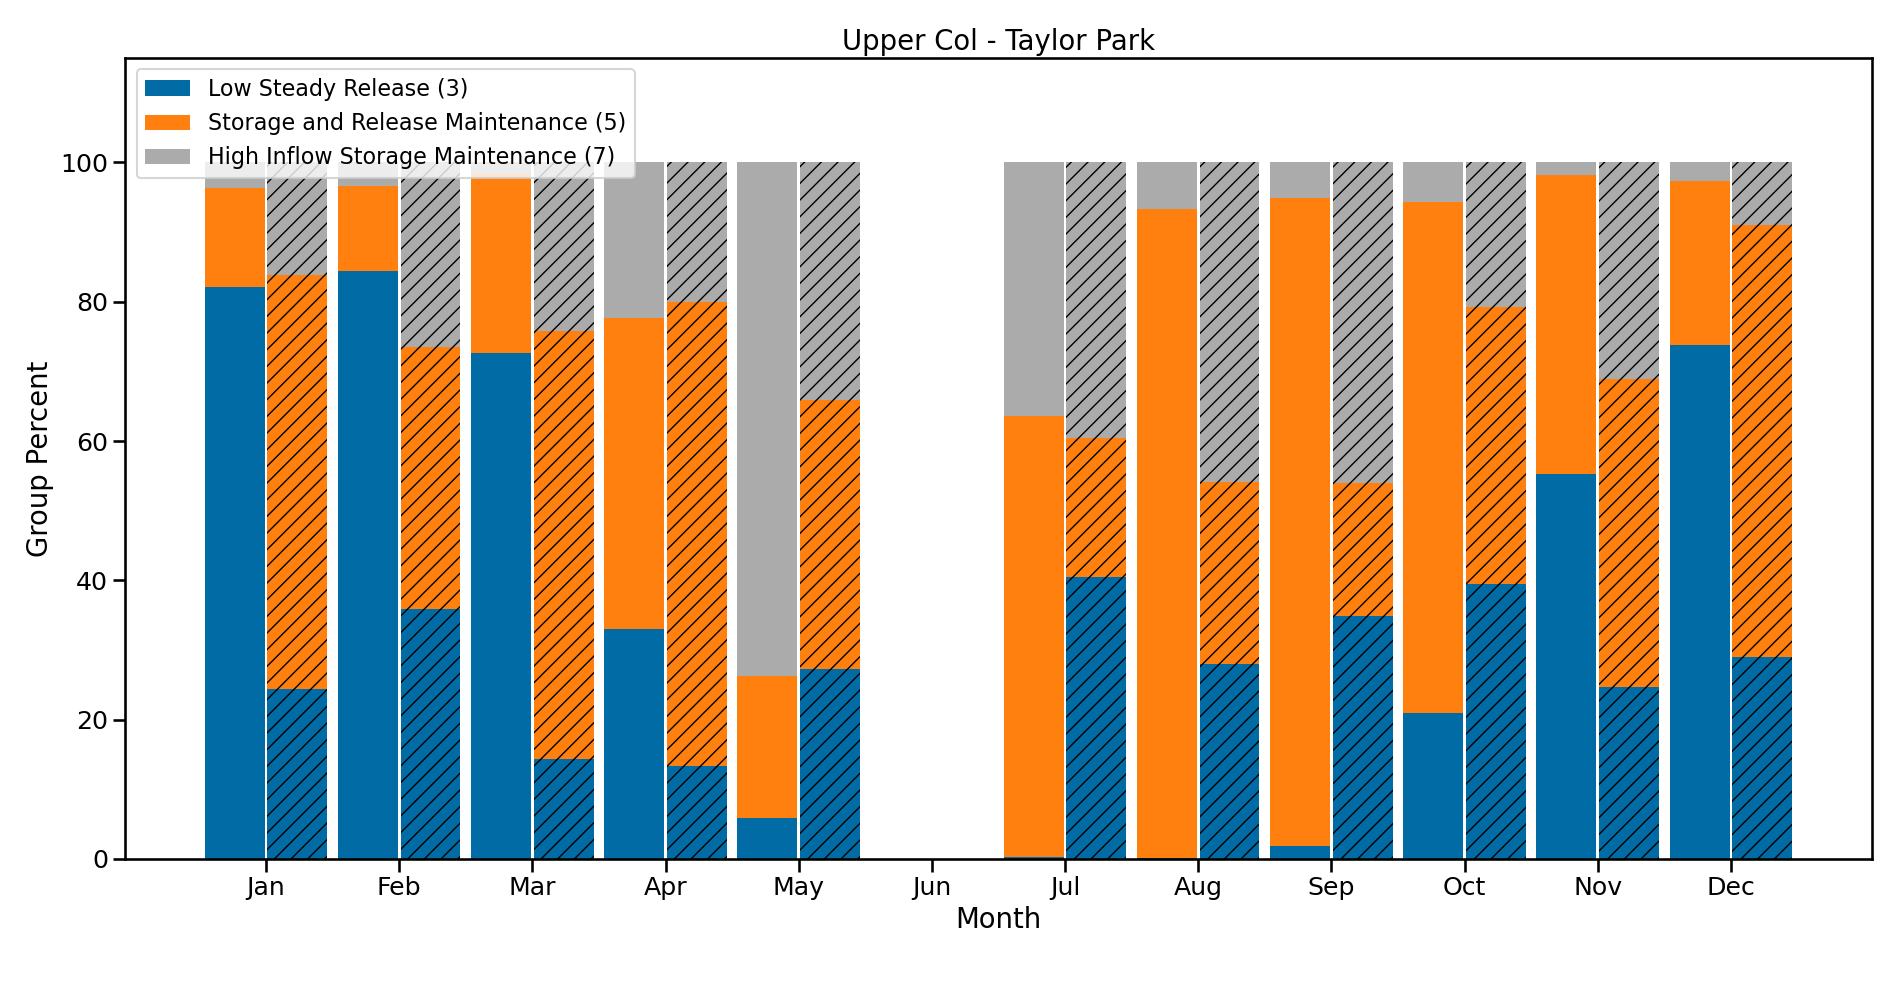 Upper Col - Taylor Park
Low Steady Release (3)
Storage and Release Maintenance (5)
High Inflow Storage Maintenance (7)
100
80
60
40
20
0
Group Percent
Jan Feb Mar Apr May Jun Jul Aug Sep Oct Nov Dec
Month